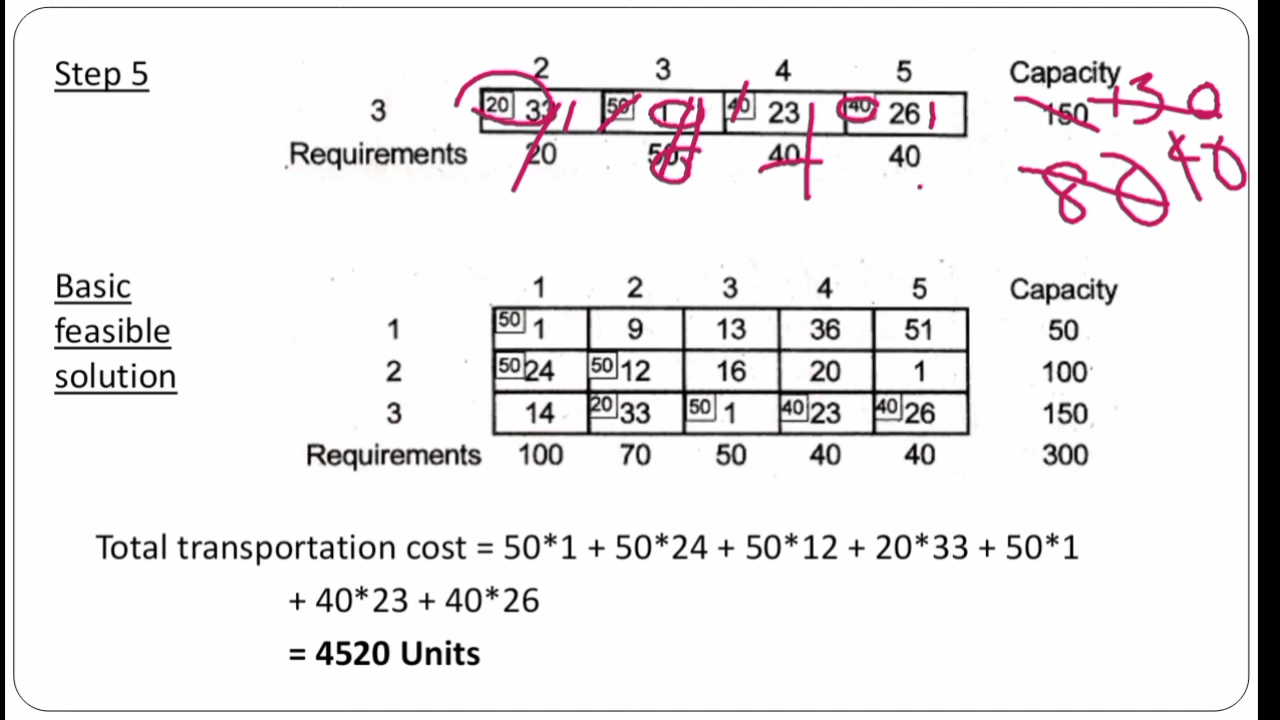 Step 5
2 3 4 5 Capacity
3 20 33 50 1 40 23 40 26 150 130
Requirements 20 50 40 40 80 40
Basic feasible solution
1 2 3 4 5 Capacity
1 50 1 9 13 36 51 50
2 50 24 50 12 16 20 1 100
3 14 20 33 50 1 40 23 40 26 150
Requirements 100 70 50 40 40 300
Total transportation cost = 50*1 + 50*24 + 50*12 + 20*33 + 50*1
+ 40*23 + 40*26
= 4520 Units